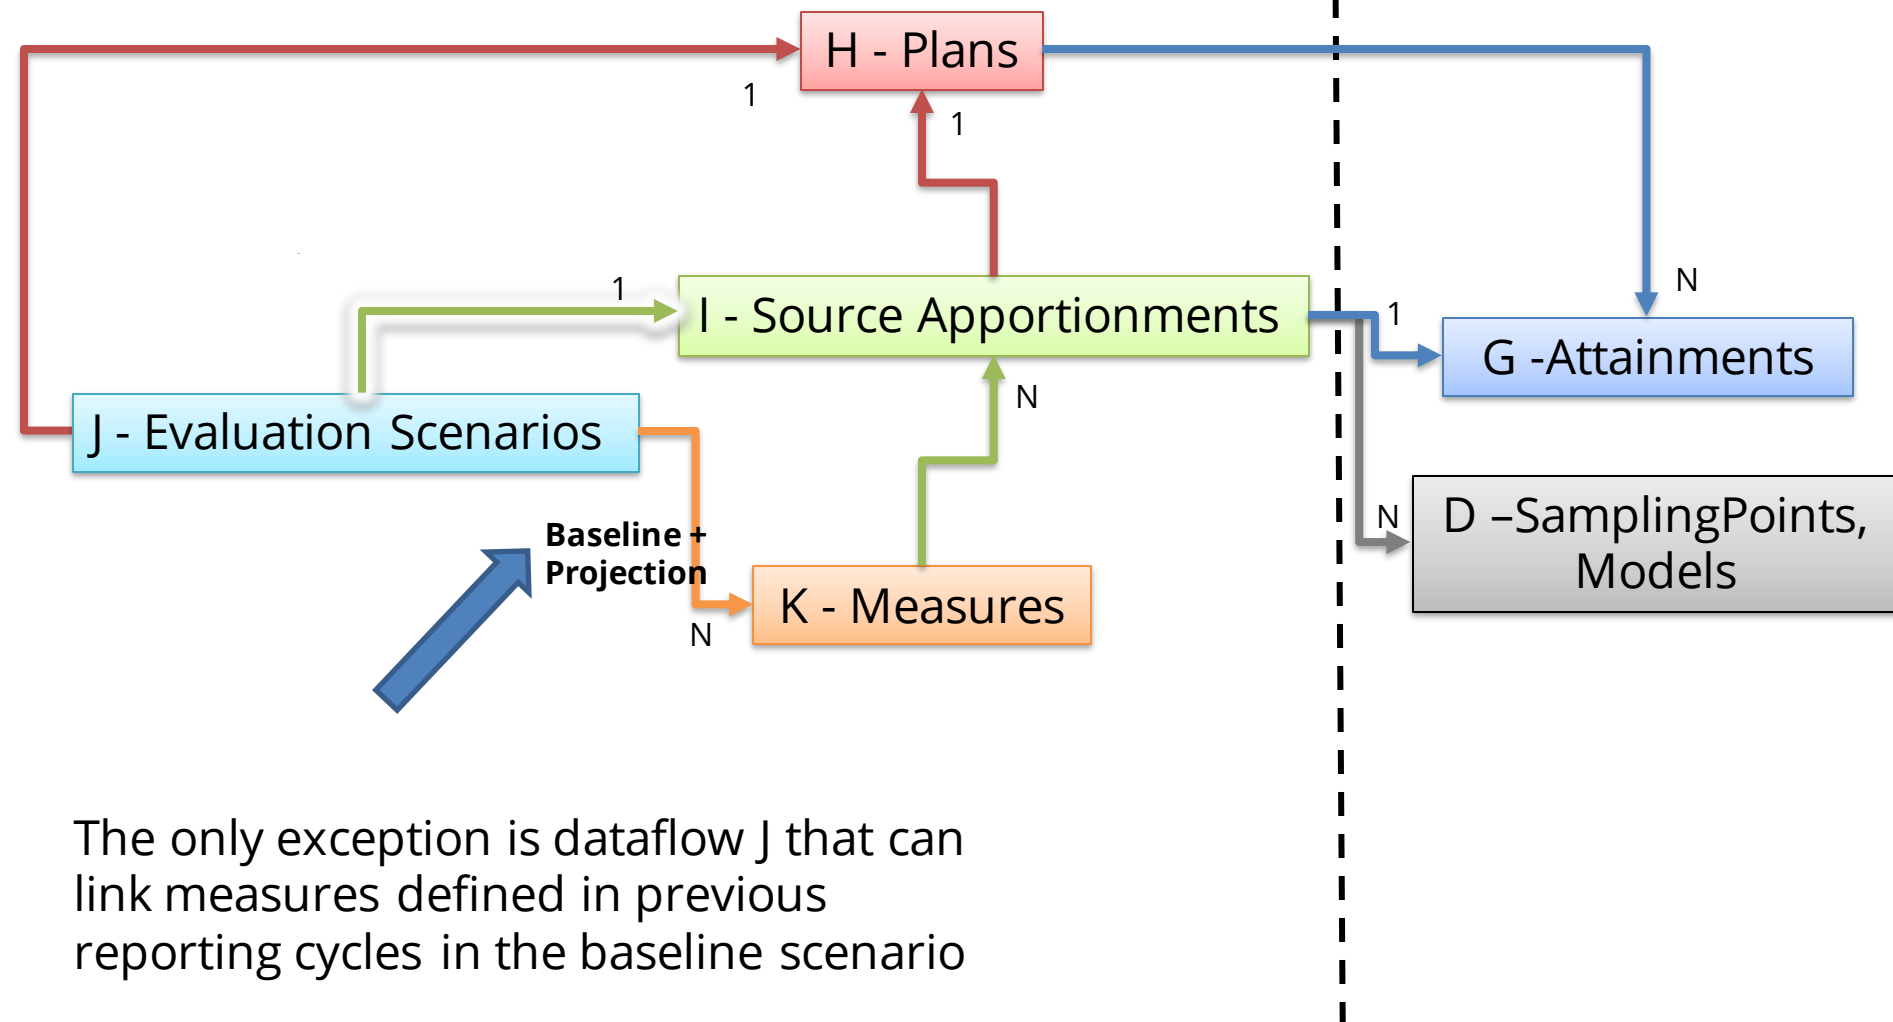 H - Plans
1
1
N
1
I - Source Apportionments
1
G -Attainments
N
J - Evaluation Scenarios
D –SamplingPoints,
Models
N
Baseline +
Projection
K - Measures
N
The only exception is dataflow J that can
link measures defined in previous
reporting cycles in the baseline scenario